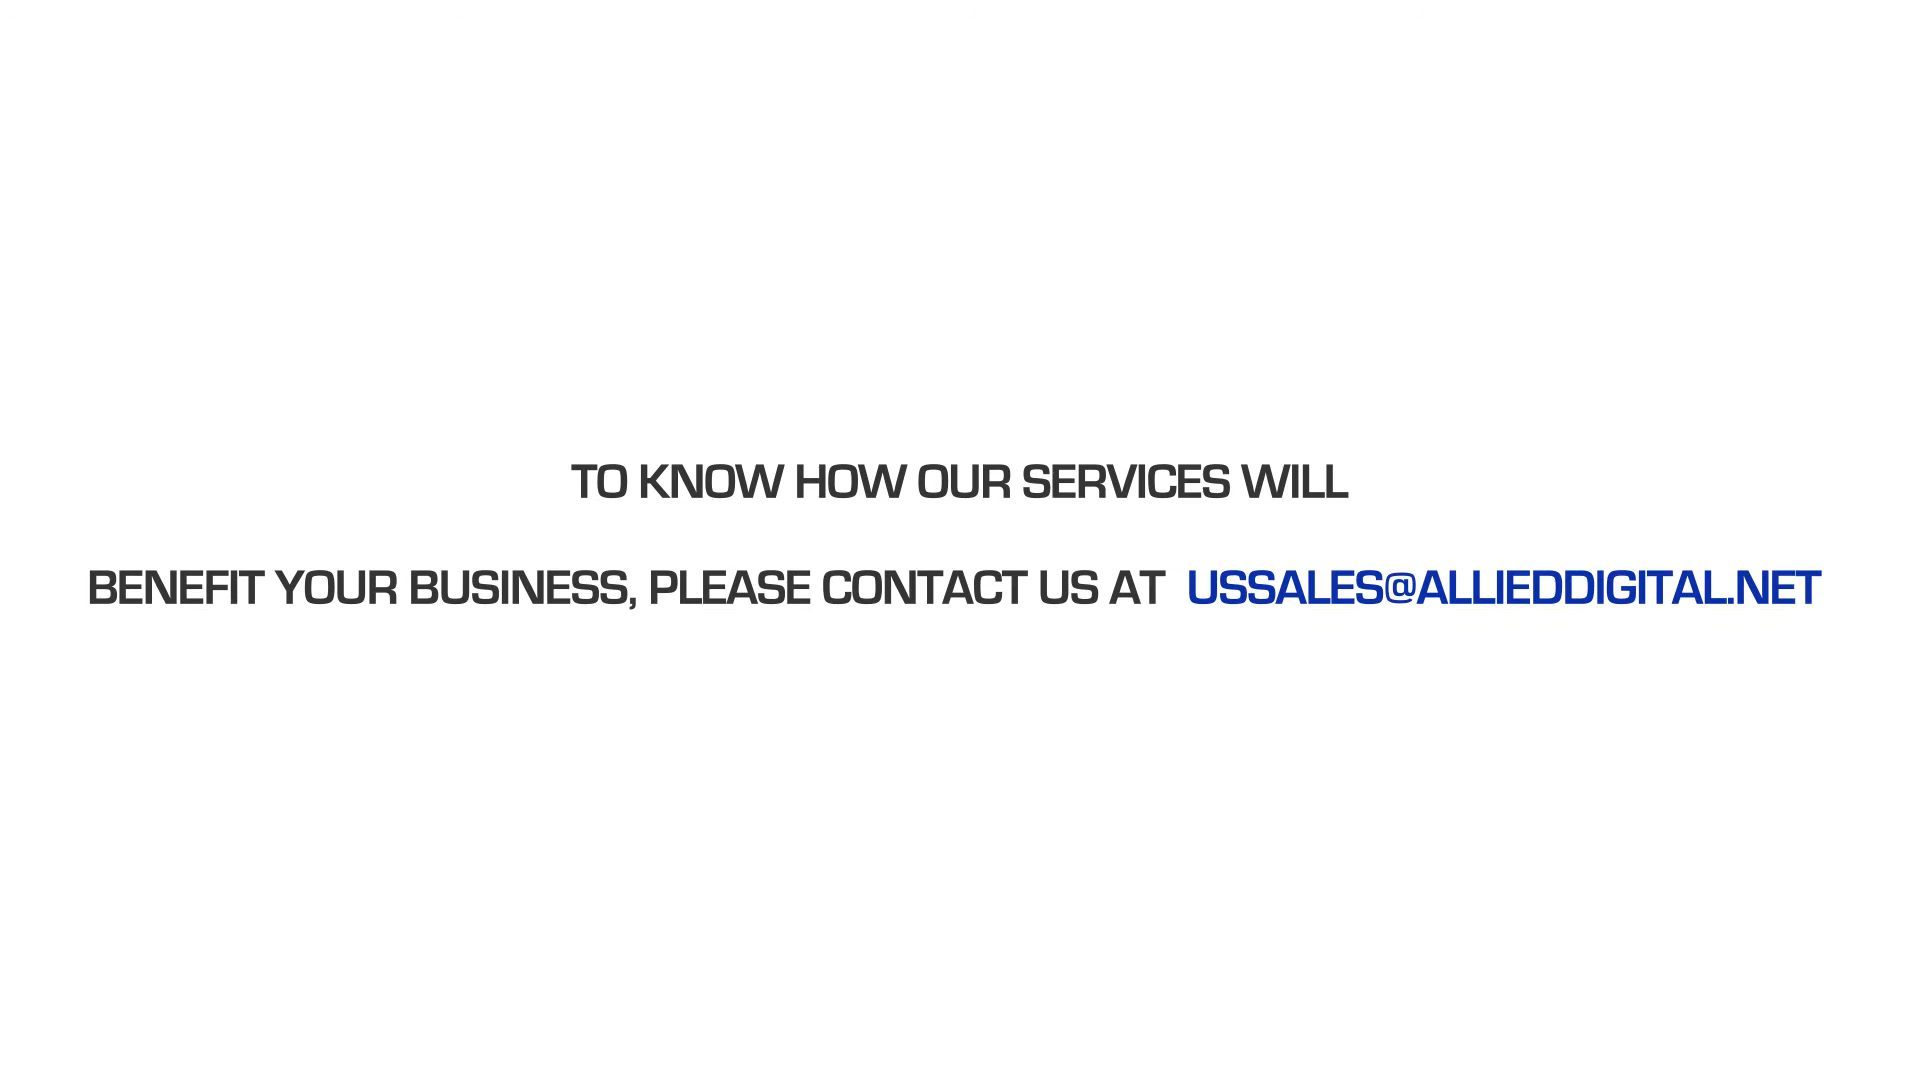 TO KNOW HOW OUR SERVICES WILL
BENEFIT YOUR BUSINESS, PLEASE CONTACT US AT USSALES@ALLIEDDIGITAL.NET